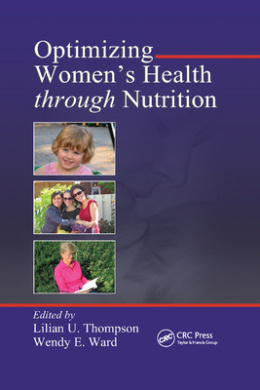 Optimizing
Women's Health
through Nutrition
Edited by
Lilian U. Thompson
Wendy E. Ward
CRC Press
Taylor & Francis Group